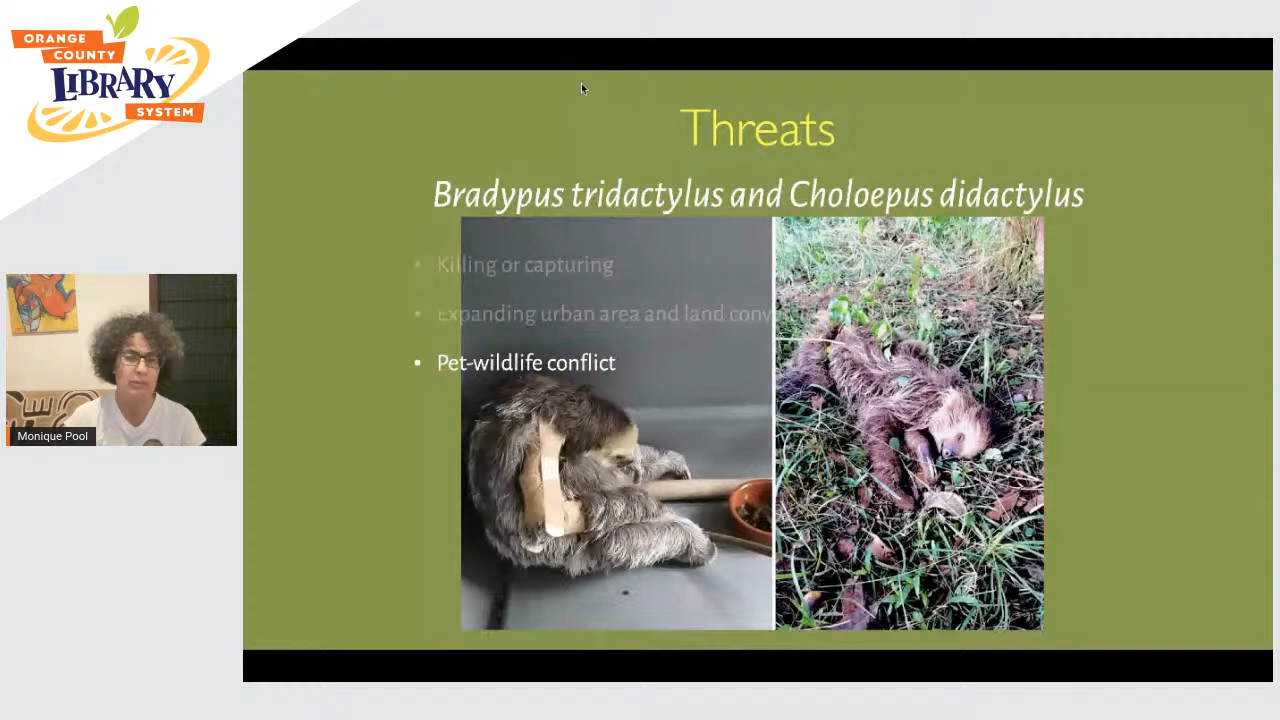 ORANGE
COUNTY
LIBRARY
SYSTEM
Threats
Bradypus tridactylus and Choloepus didactylus
• Killing or capturing
• Expanding urban area and land
• Pet-wildlife conflict
Monique Pool